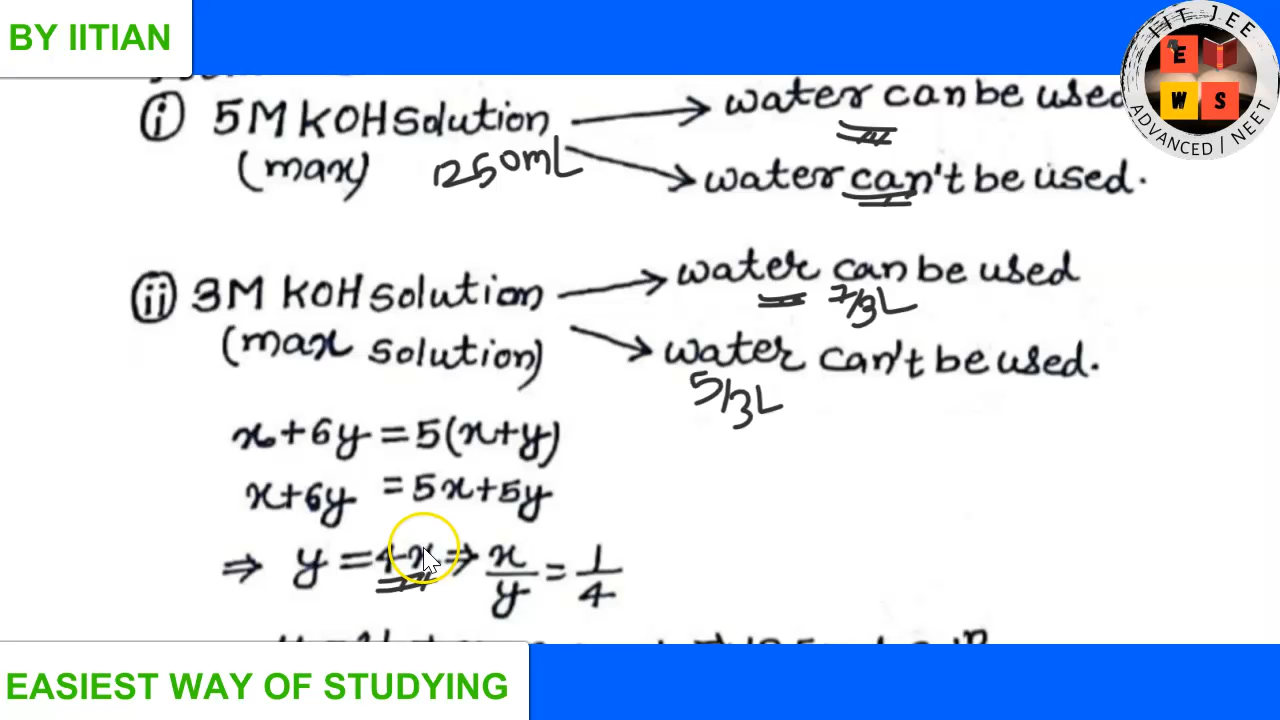 BY IITIAN
IIT JEE
E
W S
ADVANCED / NEET
(i) 5M KOH solution → water can be used
(max) 1250mL → water can't be used.
(ii) 3M KOH solution → water can be used
7/3L
(max solution) → water can't be used.
5/3L
x+6y = 5(x+y)
x+6y = 5x+5y
⇒ y = 4x ⇒ x/y = 1/4
EASIEST WAY OF STUDYING